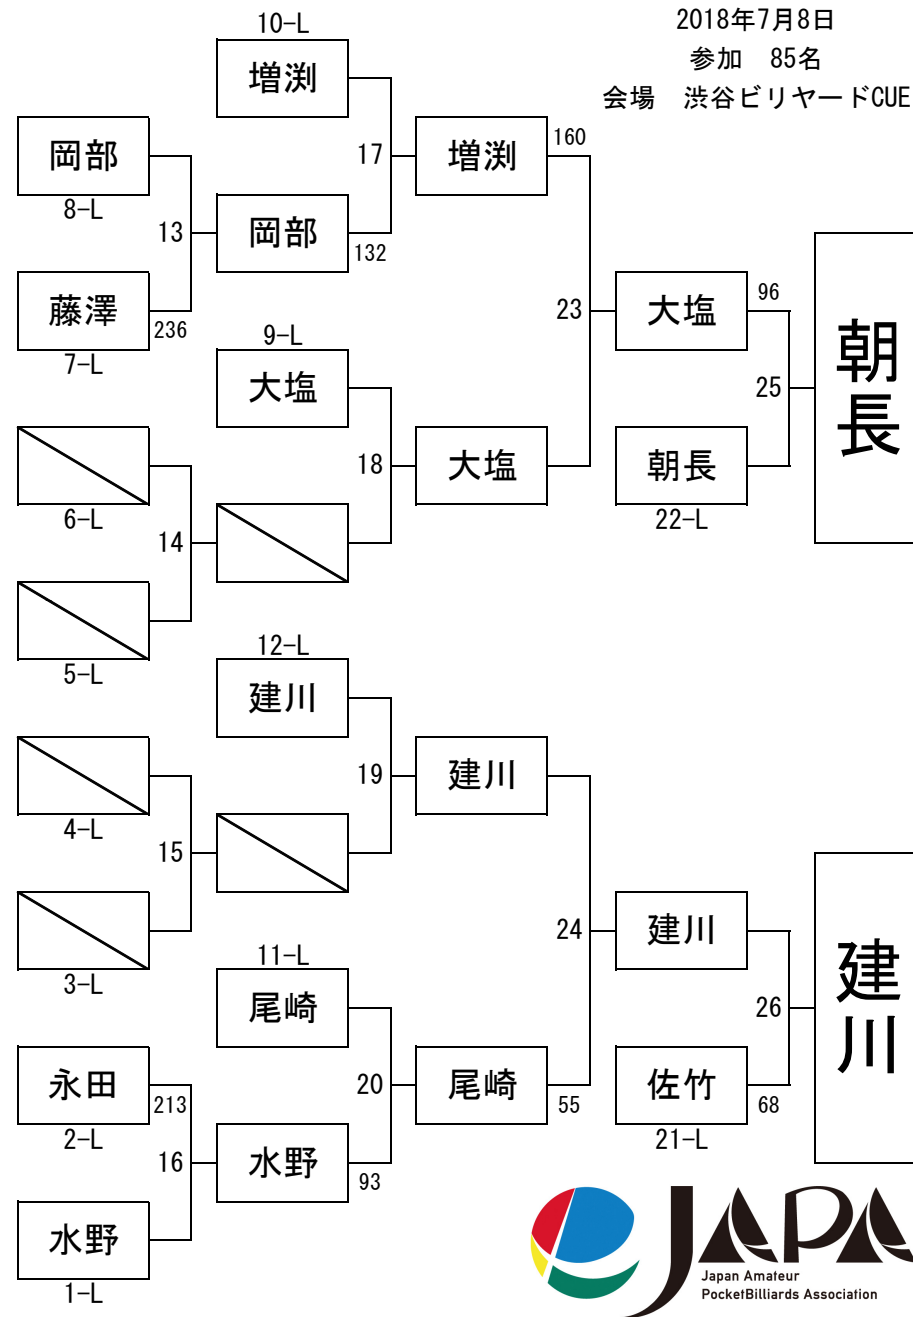 2018年7月8日
参加　85名
会場　渋谷ビリヤードCUE
10-L
増渕
17
増渕
160
岡部
8-L
13
岡部
132
藤澤
236
7-L
23
大塩
96
9-L
大塩
25
朝長
18
大塩
朝長
22-L
6-L
14
5-L
12-L
建川
19
建川
4-L
15
3-L
24
建川
11-L
尾崎
26
建川
永田
213
2-L
20
尾崎
55
佐竹
68
21-L
16
水野
93
水野
1-L
JAPA
Japan Amateur
PocketBilliards Association